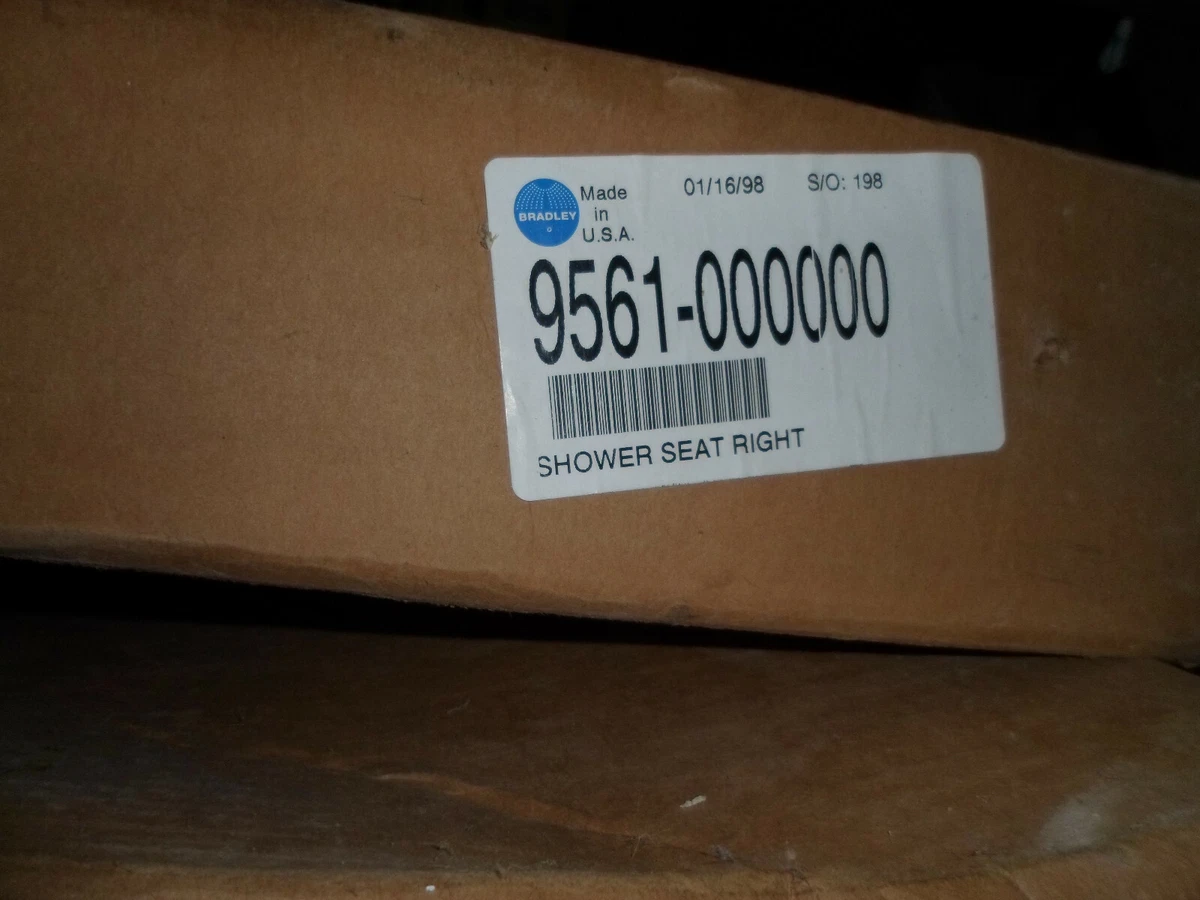 BRADLEY
Made
in
U.S.A.
01/16/98 S/O: 198
9561-000000
SHOWER SEAT RIGHT